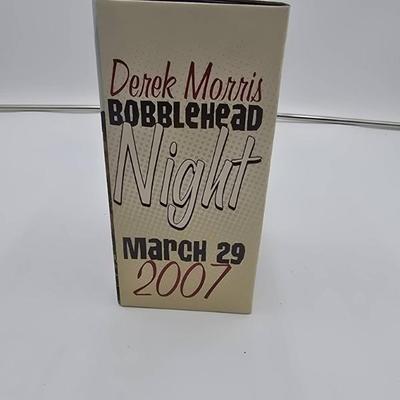 Derek Morris
BOBBLEHEAD
Night
March 29
2007